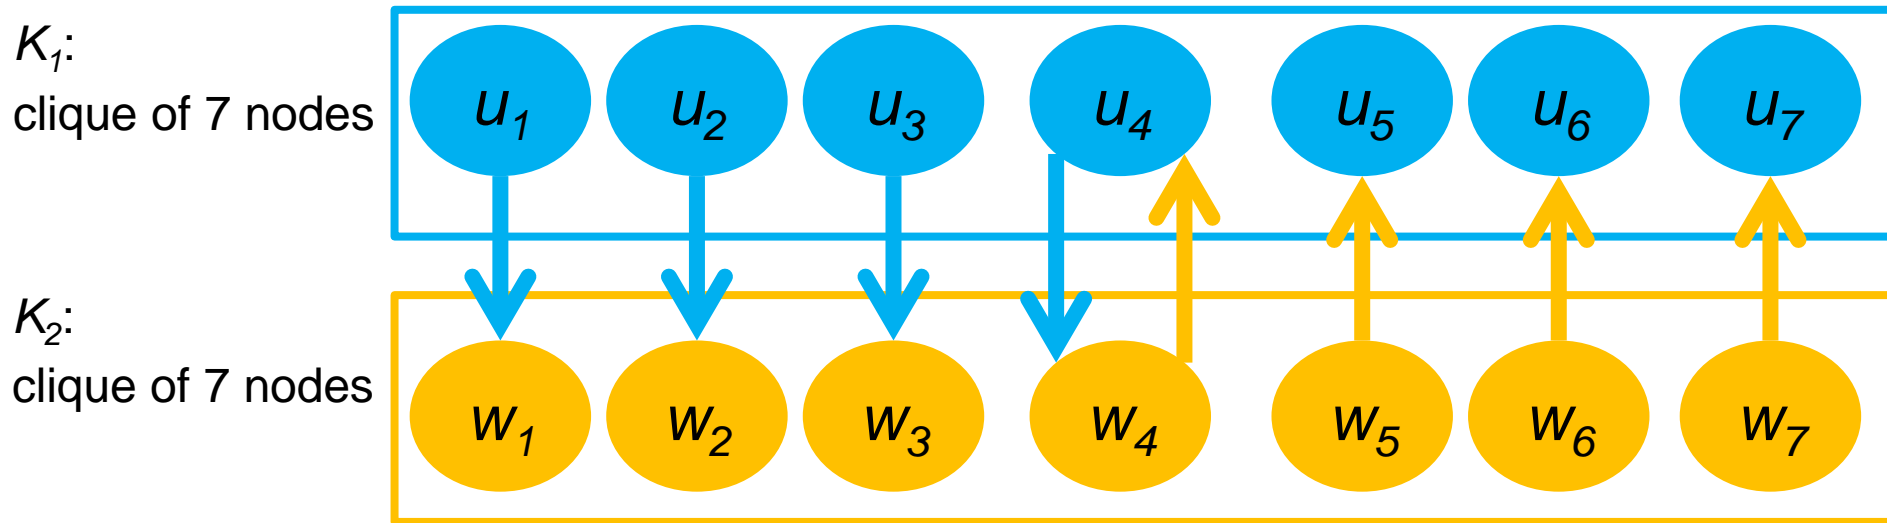 K1:
clique of 7 nodes
u1 u2 u3 u4 u5 u6 u7
K2:
clique of 7 nodes
w1 w2 w3 w4 w5 w6 w7